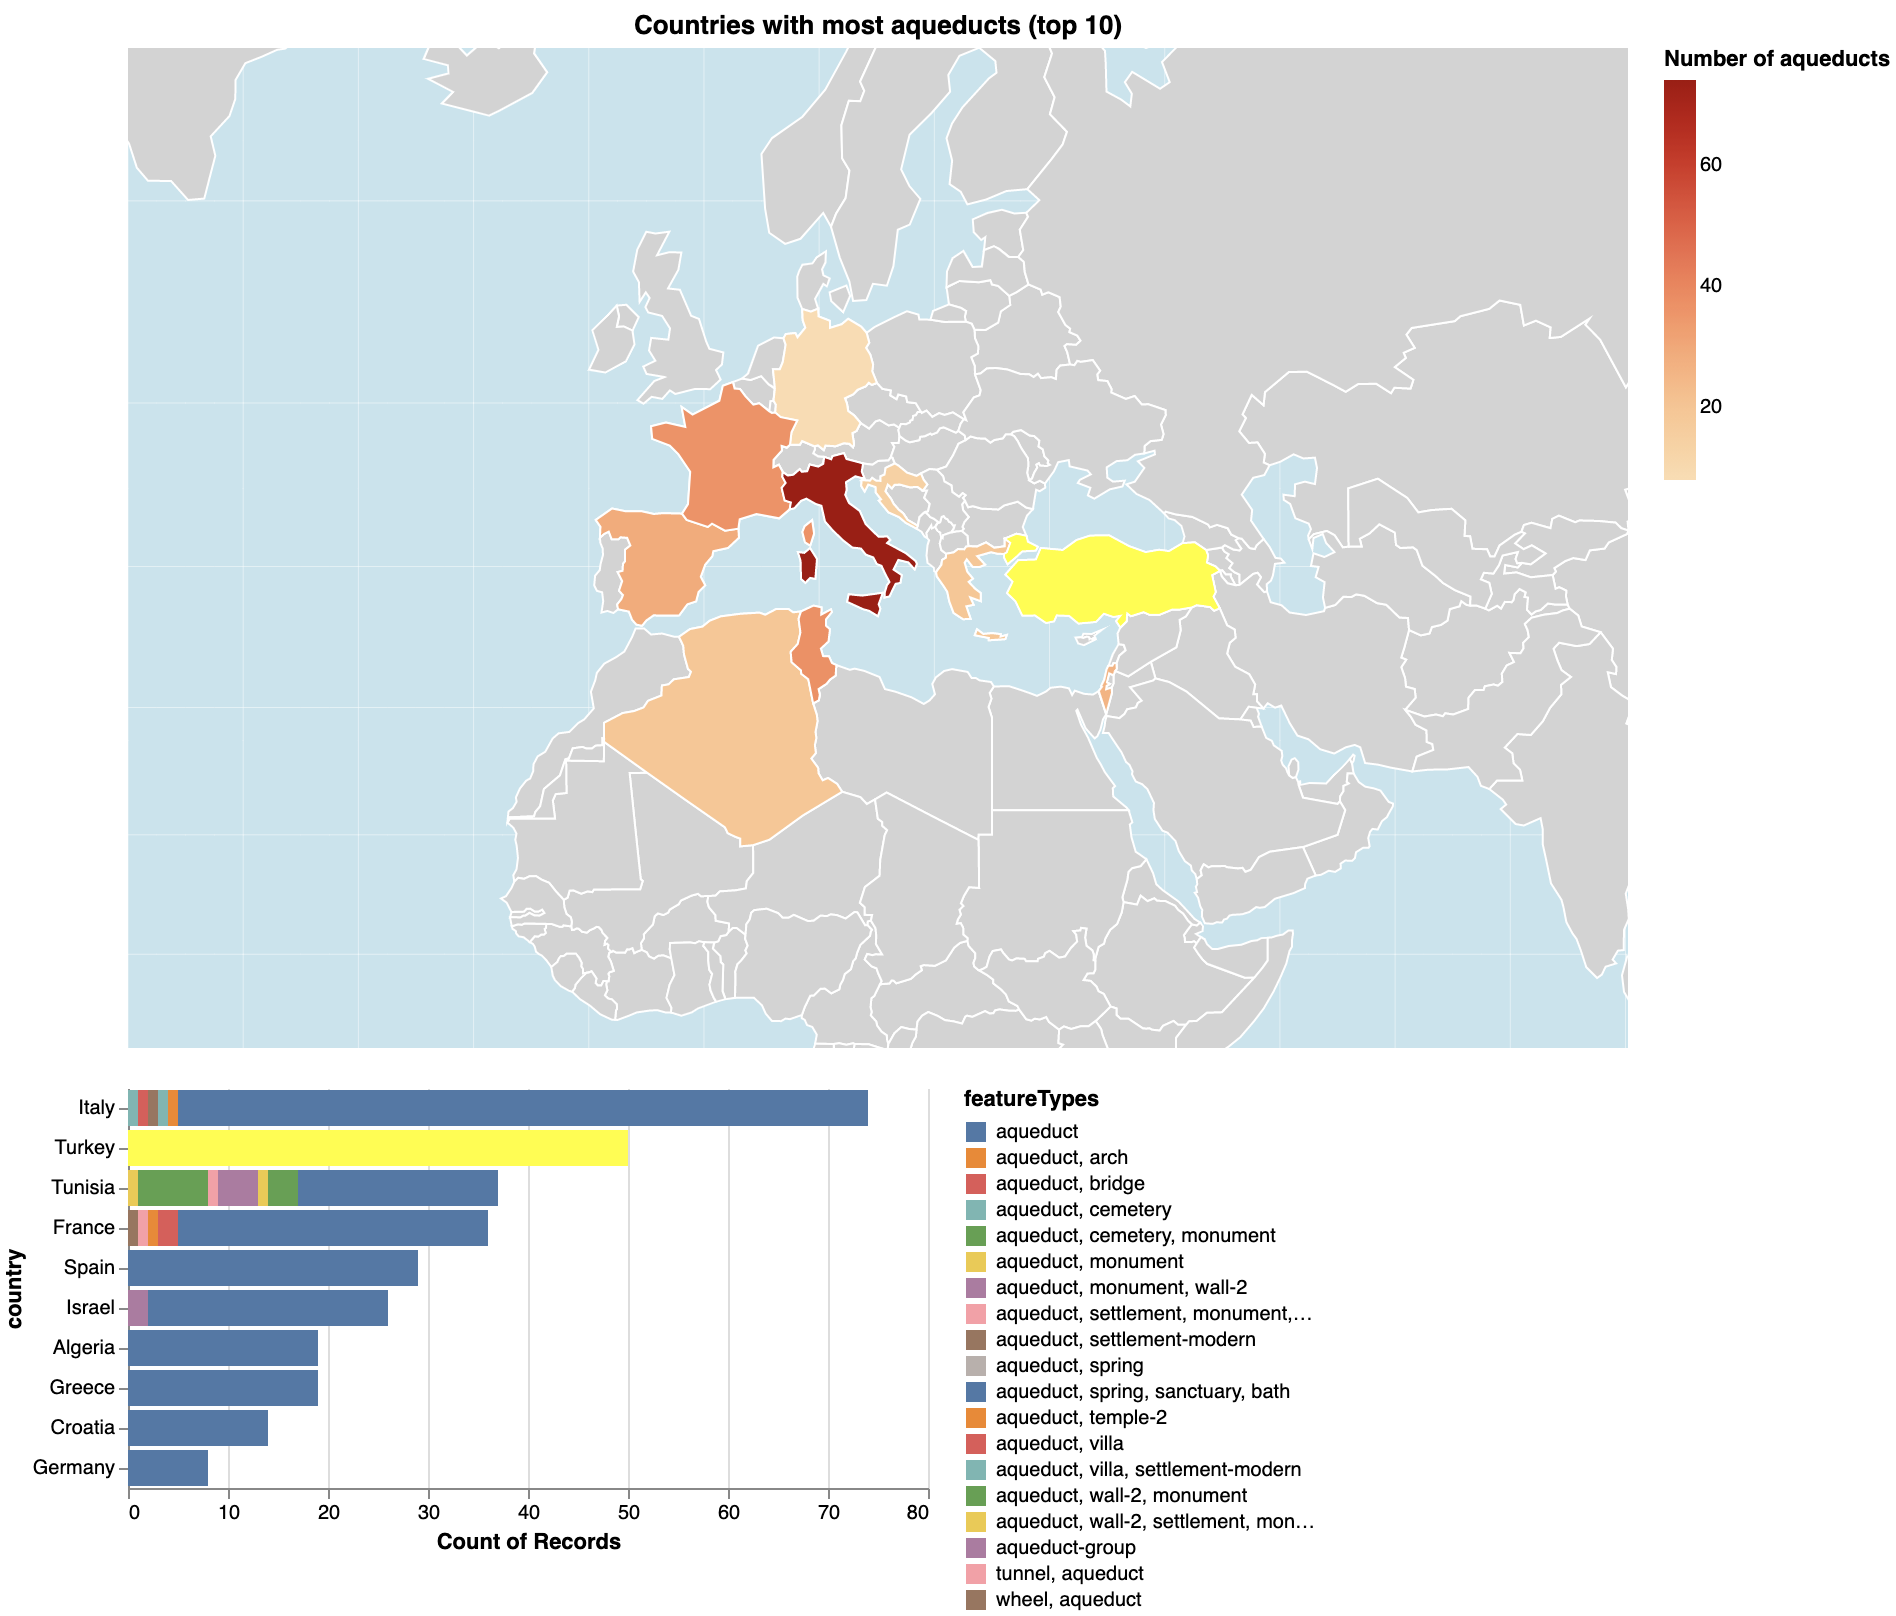 Countries with most aqueducts (top 10)
Number of aqueducts
60
40
20
country
Italy
Turkey
Tunisia
France
Spain
Israel
Algeria
Greece
Croatia
Germany
0 10 20 30 40 50 60 70 80
Count of Records
featureTypes
aqueduct
aqueduct, arch
aqueduct, bridge
aqueduct, cemetery
aqueduct, cemetery, monument
aqueduct, monument
aqueduct, monument, wall-2
aqueduct, settlement, monument,…
aqueduct, settlement-modern
aqueduct, spring
aqueduct, spring, sanctuary, bath
aqueduct, temple-2
aqueduct, villa
aqueduct, villa, settlement-modern
aqueduct, wall-2, monument
aqueduct, wall-2, settlement, mon…
aqueduct-group
tunnel, aqueduct
wheel, aqueduct